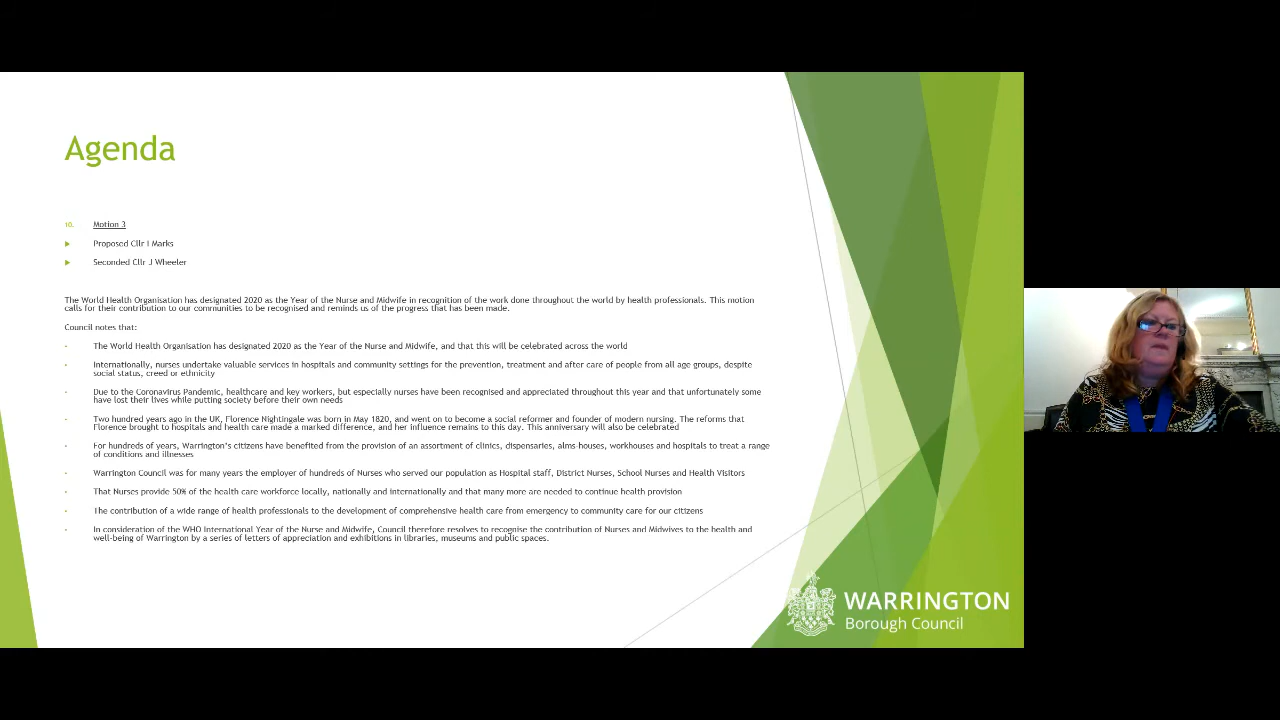 Agenda
10. Motion 3
Proposed Cllr I Marks
Seconded Cllr J Wheeler
The World Health Organisation has designated 2020 as the Year of the Nurse and Midwife in recognition of the work done throughout the world by health professionals. This motion
calls for their contribution to our communities to be recognised and reminds us of the progress that has been made.
Council notes that:
- The World Health Organisation has designated 2020 as the Year of the Nurse and Midwife, and that this will be celebrated across the world
- Internationally, nurses undertake valuable services in hospitals and community settings for the prevention, treatment and after care of people from all age groups, despite
social status, creed or ethnicity
- Due to the Coronavirus Pandemic, healthcare and key workers, but especially nurses have been recognised and appreciated throughout this year and that unfortunately some
have lost their lives while putting society before their own needs
- Two hundred years ago in the UK, Florence Nightingale was born in May 1820, and went on to become a social reformer and founder of modern nursing. The reforms that
Florence brought to hospitals and health care made a marked difference, and her influence remains to this day. This anniversary will also be celebrated
- For hundreds of years, Warrington's citizens have benefited from the provision of an assortment of clinics, dispensaries, alms-houses, workhouses and hospitals to treat a range
of conditions and illnesses
- Warrington Council was for many years the employer of hundreds of Nurses who served our population as Hospital staff, District Nurses, School Nurses and Health Visitors
- That Nurses provide 50% of the health care workforce locally, nationally and internationally and that many more are needed to continue health provision
- The contribution of a wide range of health professionals to the development of comprehensive health care from emergency to community care for our citizens
- In consideration of the WHO International Year of the Nurse and Midwife, Council therefore resolves to recognise the contribution of Nurses and Midwives to the health and
well-being of Warrington by a series of letters of appreciation and exhibitions in libraries, museums and public spaces.
WARRINGTON
Borough Council